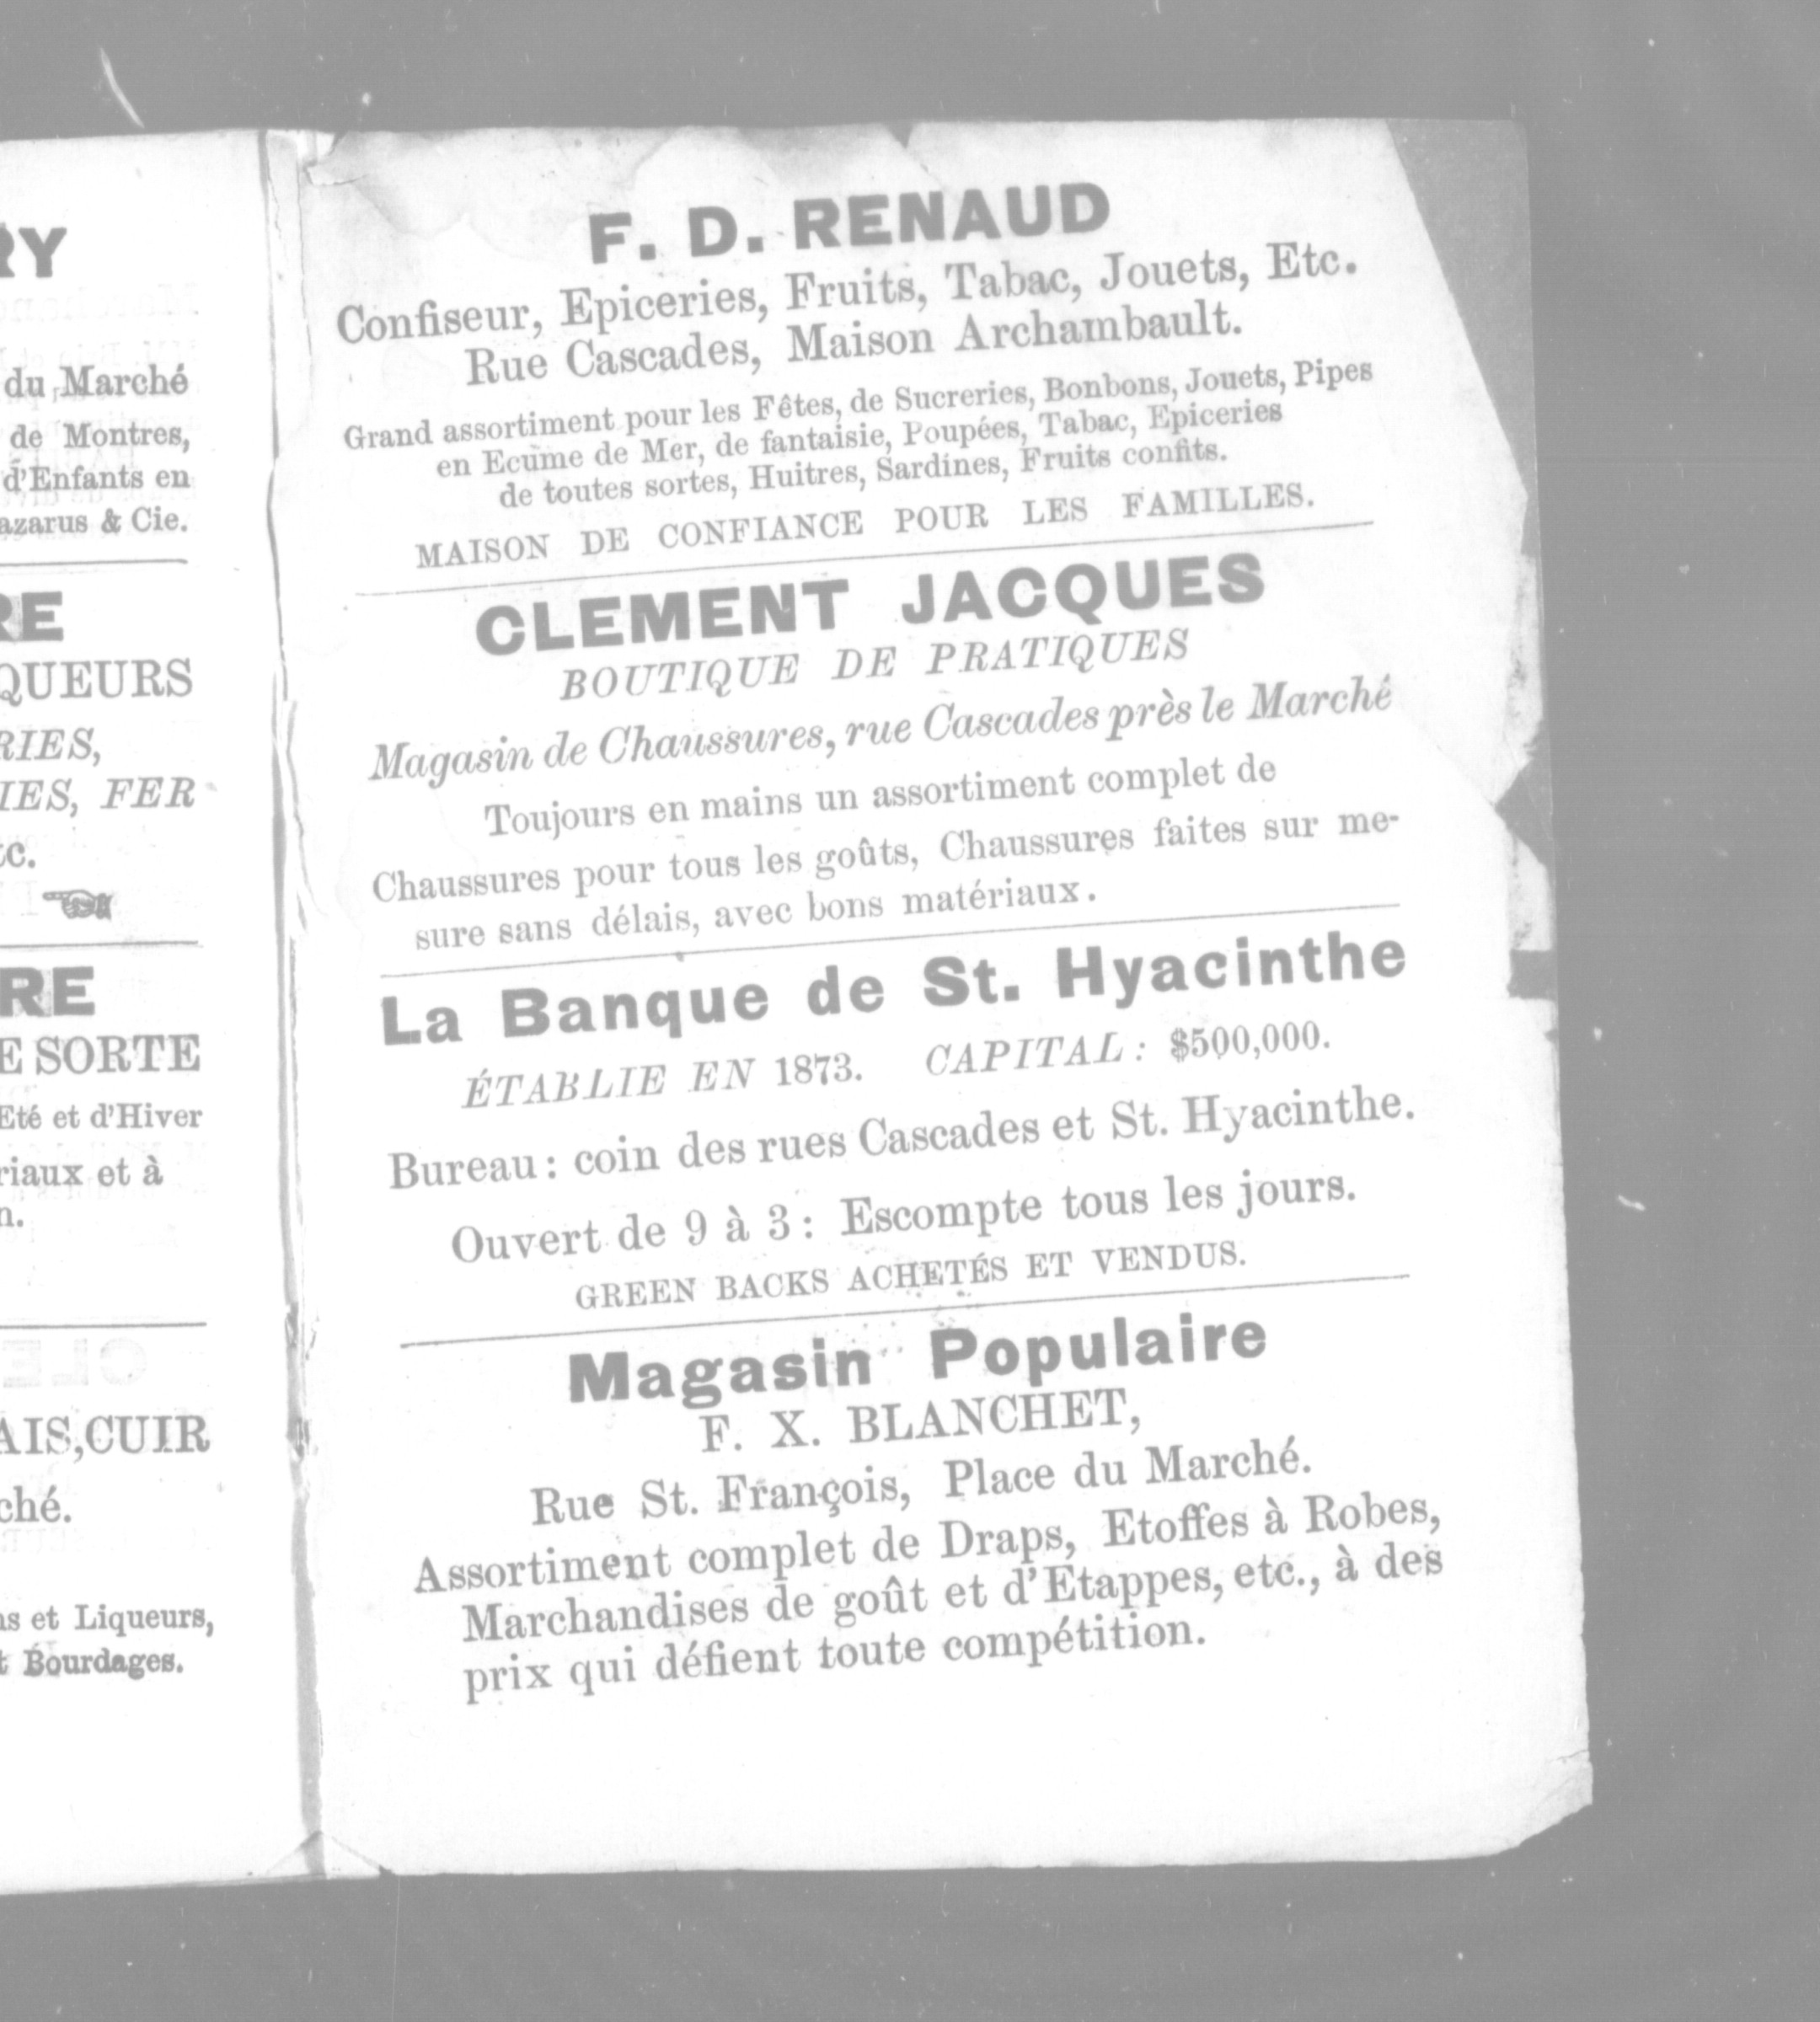 RY
du Marché
de Montres,
d'Enfants en
azarus & Cie.
RE
QUEURS
RIES,
IES, FER
tc.
RE
E SORTE
Eté et d'Hiver
riaux et à
n.
AIS, CUIR
ché.
ns et Liqueurs,
t Bourdages.
F. D. RENAUD
Confiseur, Epiceries, Fruits, Tabac, Jouets, Etc.
Rue Cascades, Maison Archambault.
Grand assortiment pour les Fêtes, de Sucreries, Bonbons, Jouets, Pipes
en Ecume de Mer, de fantaisie, Poupées, Tabac, Epiceries
de toutes sortes, Huitres, Sardines, Fruits confits.
MAISON DE CONFIANCE POUR LES FAMILLES.
CLEMENT JACQUES
BOUTIQUE DE PRATIQUES
Magasin de Chaussures, rue Cascades près le Marché
Toujours en mains un assortiment complet de
Chaussures pour tous les goûts, Chaussures faites sur me-
sure sans délais, avec bons matériaux.
La Banque de St. Hyacinthe
ÉTABLIE EN 1873. CAPITAL: $500,000.
Bureau: coin des rues Cascades et St. Hyacinthe.
Ouvert de 9 à 3: Escompte tous les jours.
GREEN BACKS ACHETÉS ET VENDUS.
Magasin Populaire
F. X. BLANCHET,
Rue St. François, Place du Marché.
Assortiment complet de Draps, Etoffes à Robes,
Marchandises de goût et d'Etappes, etc., à des
prix qui défient toute compétition.